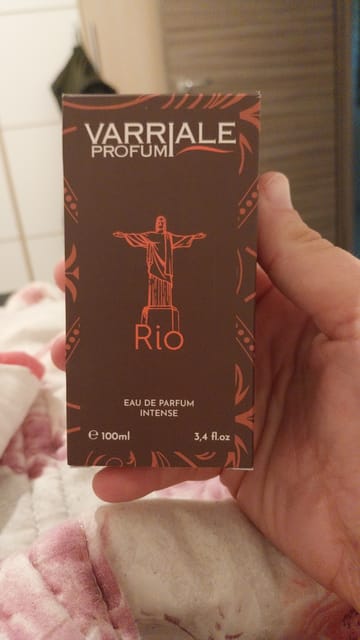 VARRIALE
PROFUMI
Rio
EAU DE PARFUM
INTENSE
℮ 100ml 3,4 fl.oz